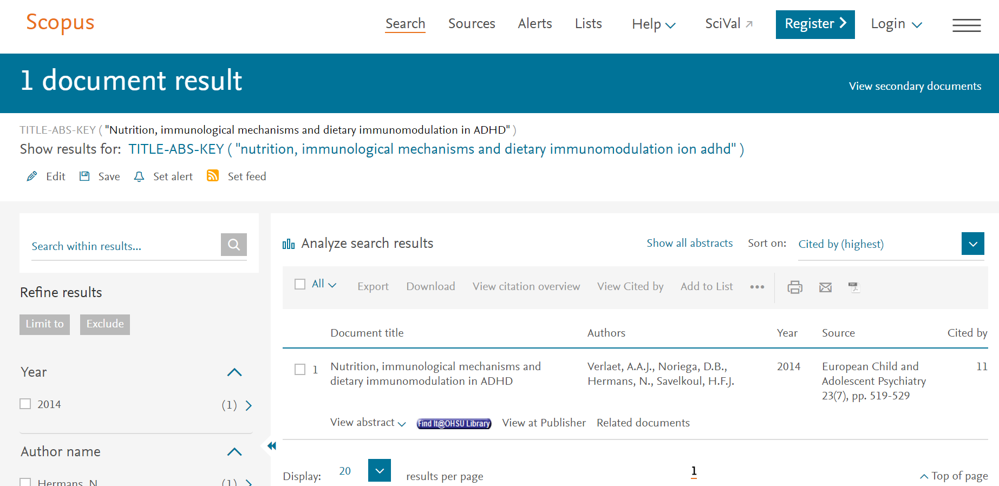 Scopus
Search Sources Alerts Lists Help SciVal Register Login
1 document result
View secondary documents
TITLE-ABS-KEY ( "Nutrition, immunological mechanisms and dietary immunomodulation in ADHD" )
Show results for: TITLE-ABS-KEY ( "nutrition, immunological mechanisms and dietary immunomodulation ion adhd" )
Edit Save Set alert Set feed
Search within results...
Refine results
Limit to Exclude
Year
2014 (1)
Author name
Hermans, N. (1)
Analyze search results Show all abstracts Sort on: Cited by (highest)
All Export Download View citation overview View Cited by Add to List ••• PDF
Document title Authors Year Source Cited by
1 Nutrition, immunological mechanisms and Verlaet, A.A.J., Noriega, D.B., 2014 European Child and 11
dietary immunomodulation in ADHD Hermans, N., Savelkoul, H.F.J. Adolescent Psychiatry
23(7), pp. 519-529
View abstract Find It@OHSU Library View at Publisher Related documents
Display: 20 results per page 1 Top of page